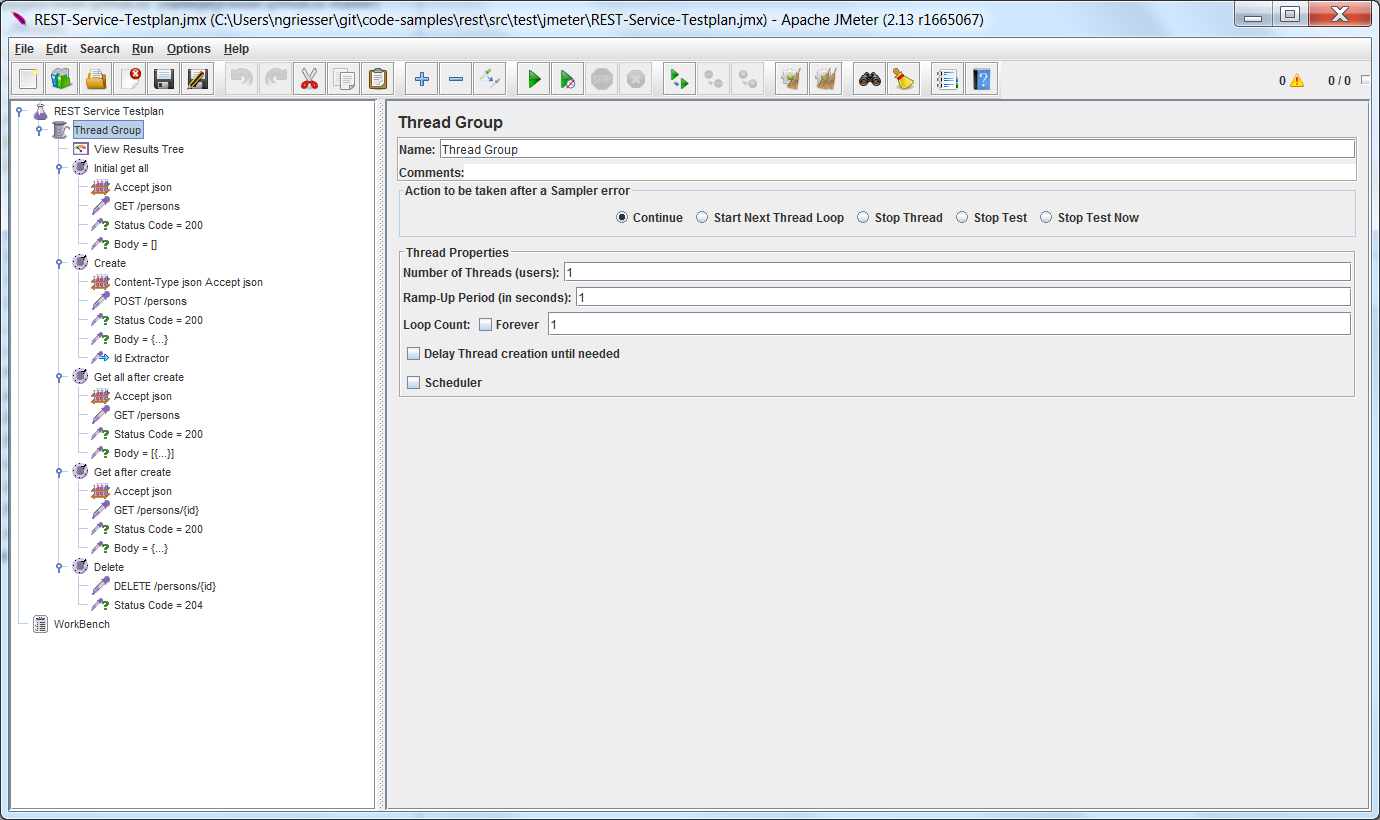 REST-Service-Testplan.jmx (C:\Users\ngriesser\git\code-samples\rest\src\test\jmeter\REST-Service-Testplan.jmx) - Apache JMeter (2.13 r1665067)
File Edit Search Run Options Help
0 0 / 0
REST Service Testplan
Thread Group
View Results Tree
Initial get all
Accept json
GET /persons
Status Code = 200
Body = []
Create
Content-Type json Accept json
POST /persons
Status Code = 200
Body = {...}
Id Extractor
Get all after create
Accept json
GET /persons
Status Code = 200
Body = [{...}]
Get after create
Accept json
GET /persons/{id}
Status Code = 200
Body = {...}
Delete
DELETE /persons/{id}
Status Code = 204
WorkBench
Thread Group
Name: Thread Group
Comments:
Action to be taken after a Sampler error
Continue Start Next Thread Loop Stop Thread Stop Test Stop Test Now
Thread Properties
Number of Threads (users): 1
Ramp-Up Period (in seconds): 1
Loop Count: Forever 1
Delay Thread creation until needed
Scheduler